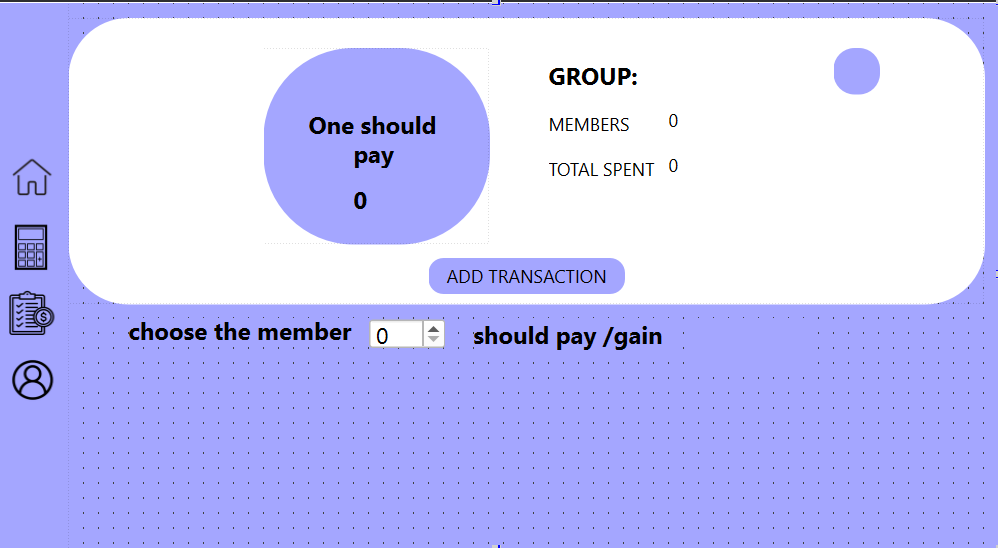 One should
pay
0
GROUP:
MEMBERS 0
TOTAL SPENT 0
ADD TRANSACTION
choose the member 0 should pay /gain